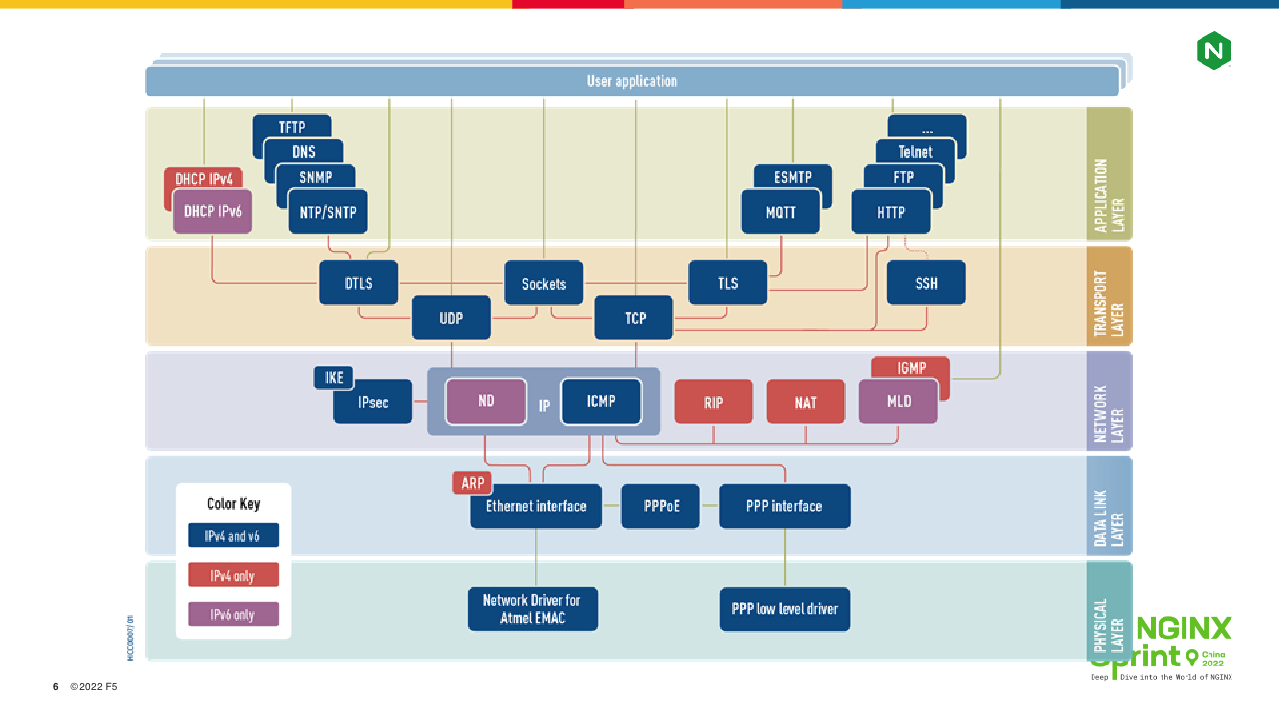 N
User application
TFTP
DNS
SNMP
NTP/SNTP
DHCP IPv4
DHCP IPv6
ESMTP
MQTT
...
Telnet
FTP
HTTP
APPLICATION
LAYER
DTLS
Sockets
TLS
SSH
UDP
TCP
TRANSPORT
LAYER
IKE
IPsec
ND
IP
ICMP
RIP
NAT
IGMP
MLD
NETWORK
LAYER
ARP
Ethernet interface
PPPoE
PPP interface
DATA LINK
LAYER
Color Key
IPv4 and v6
IPv4 only
IPv6 only
Network Driver for
Atmel EMAC
PPP low level driver
PHYSICAL
LAYER
MCC0007/01
NGINX
Sprint
China
2022
Deep Dive into the World of NGINX
6 ©2022 F5